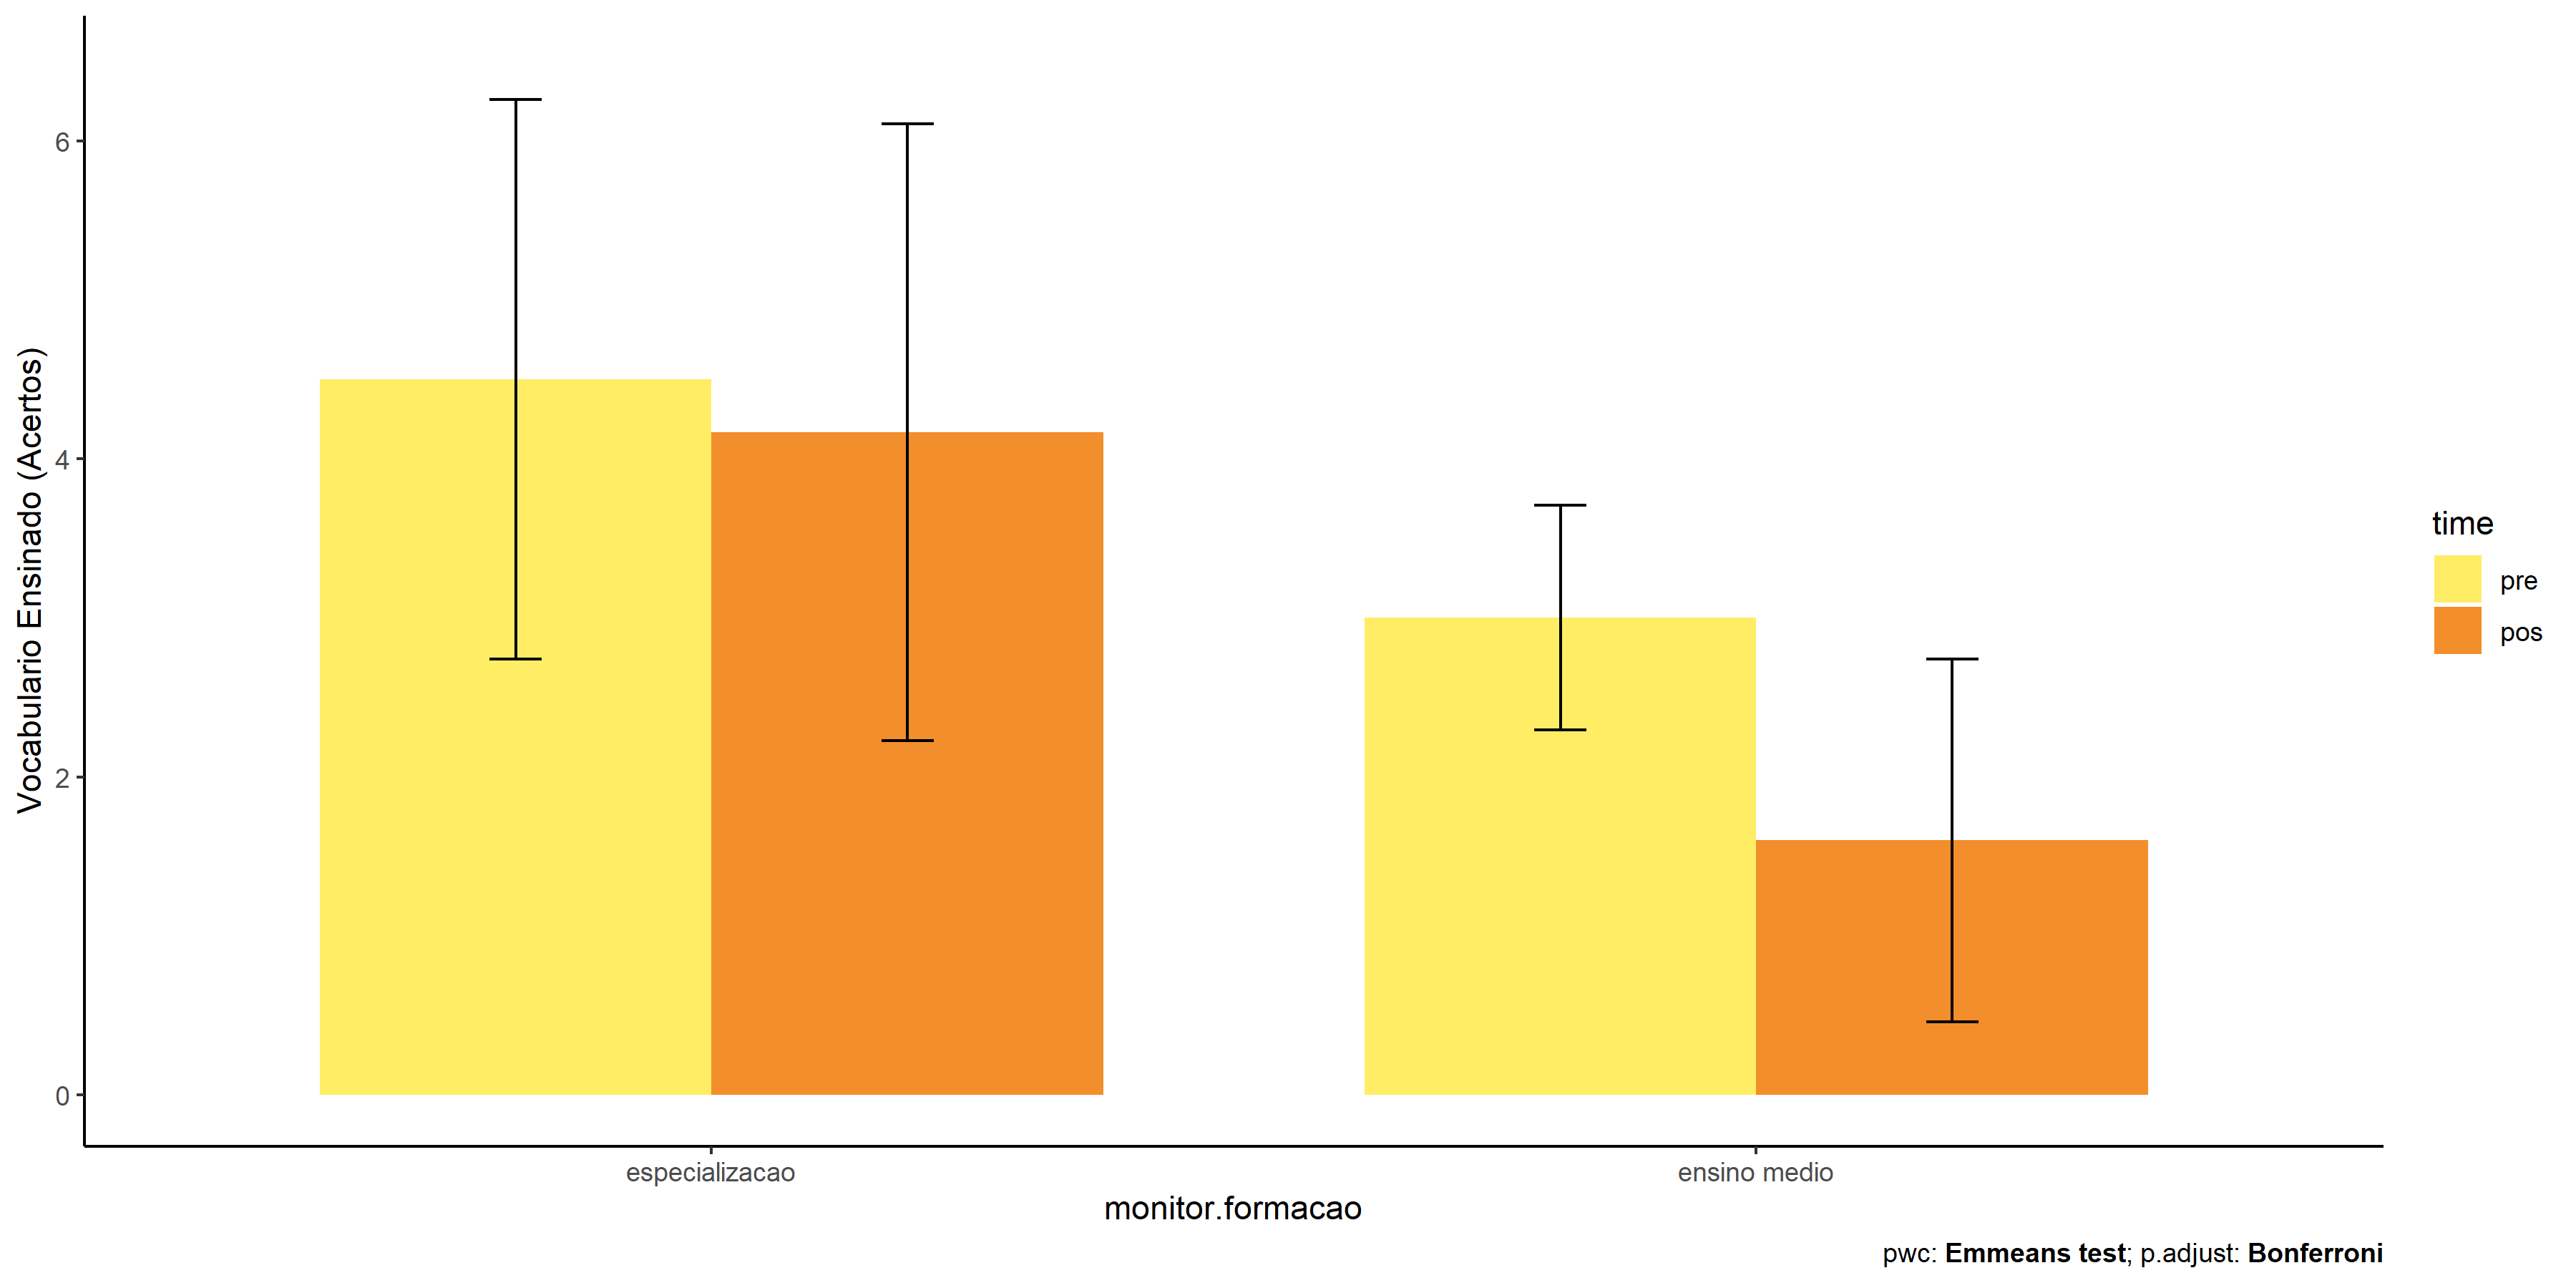 Vocabulario Ensinado (Acertos)
6
4
2
0
especializacao
ensino medio
monitor.formacao
time
pre
pos
pwc: Emmeans test; p.adjust: Bonferroni